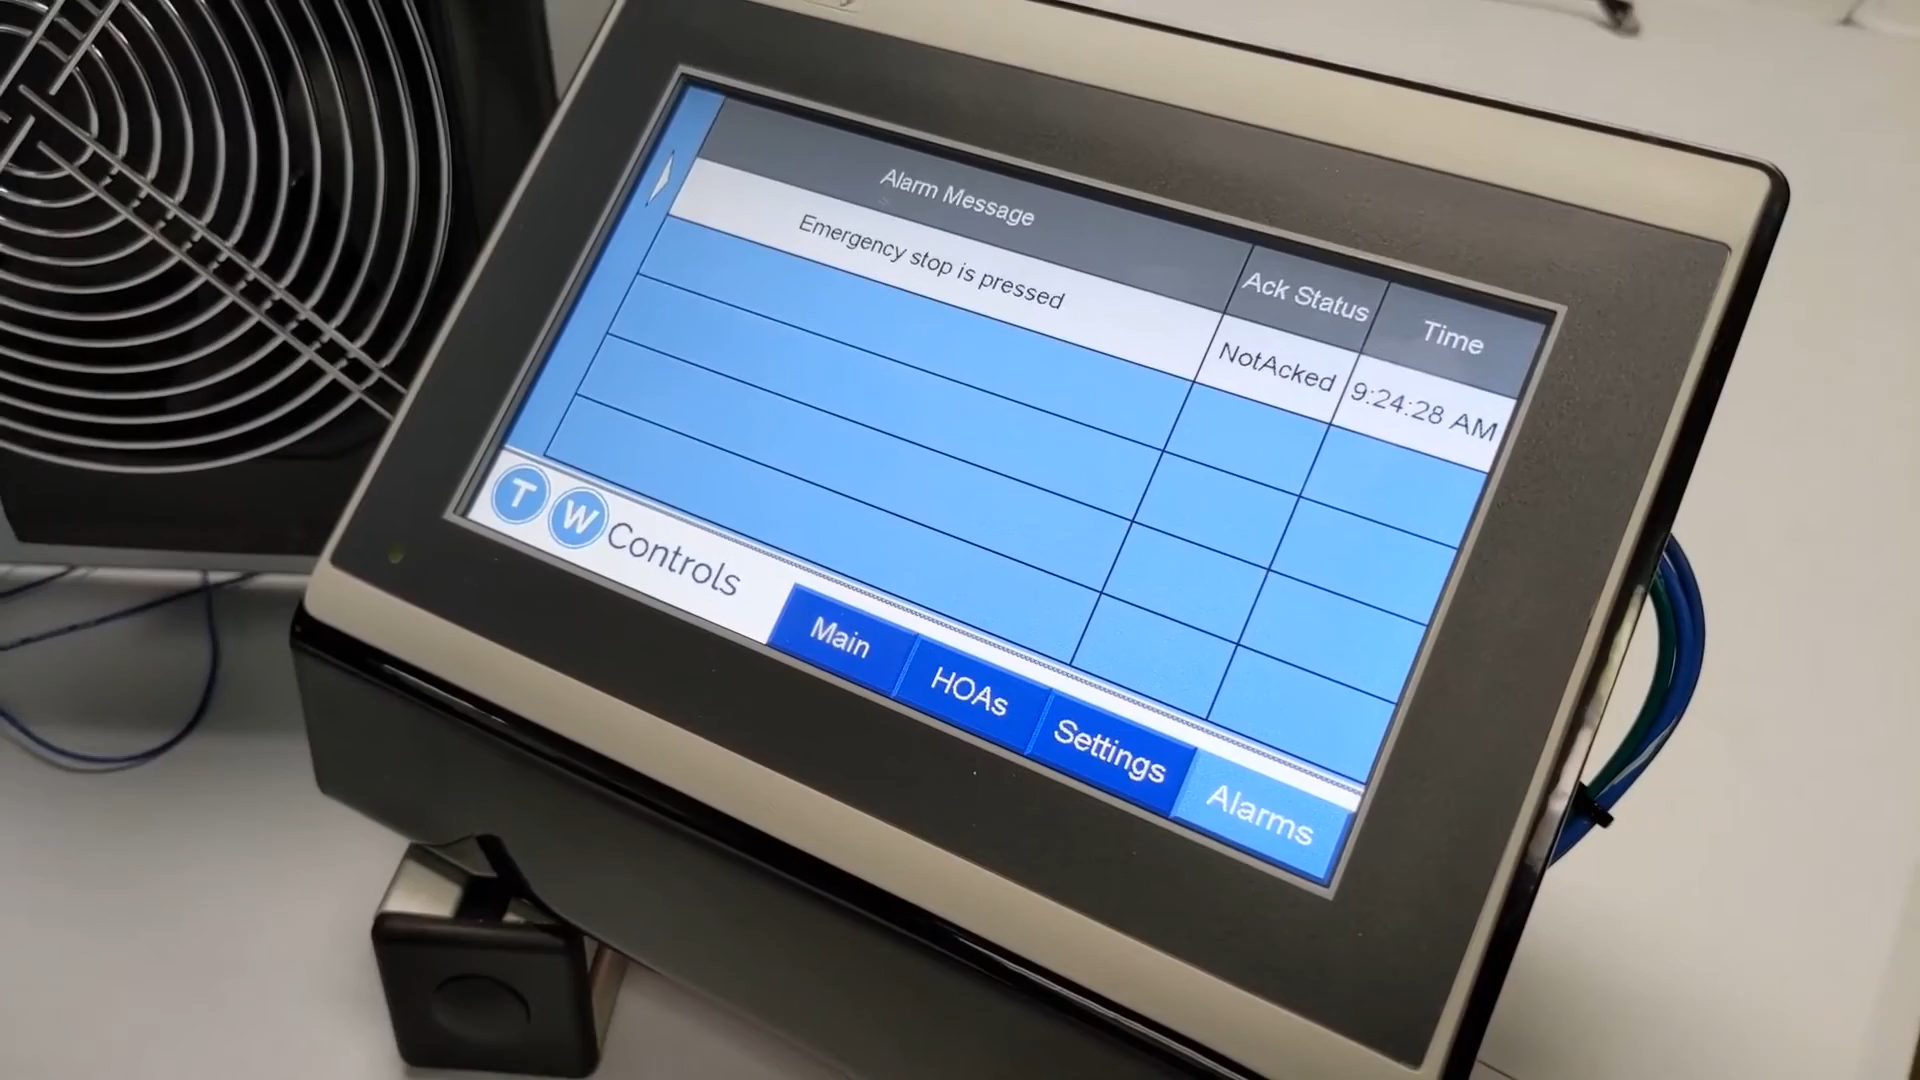 Alarm Message Ack Status Time
Emergency stop is pressed NotAcked 9:24:28 AM
T W Controls
Main HOAs Settings Alarms